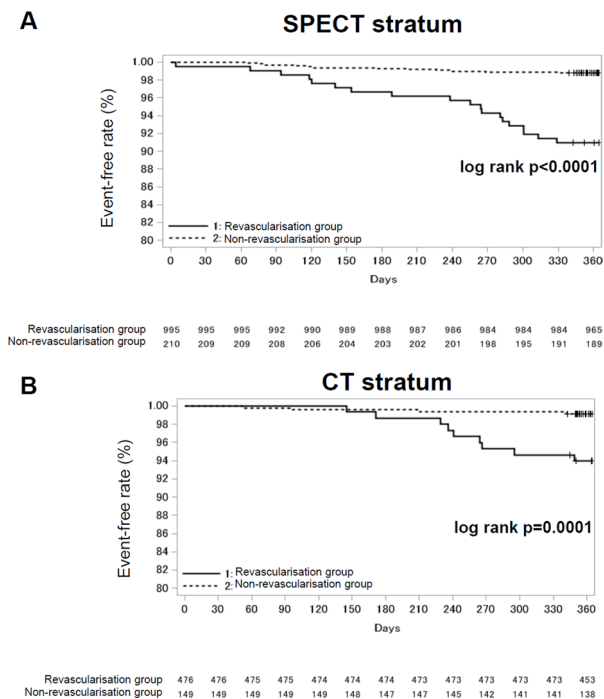 A
SPECT stratum
Event-free rate (%)
1.00
98
96
94
92
90
88
86
84
82
80
log rank p<0.0001
1: Revascularisation group
2: Non-revascularisation group
0 30 60 90 120 150 180 210 240 270 300 330 360
Days
Revascularisation group 995 995 995 992 990 989 988 987 986 984 984 984 965
Non-revascularisation group 210 209 209 208 206 204 203 202 201 198 195 191 189
B
CT stratum
Event-free rate (%)
1.00
98
96
94
92
90
88
86
84
82
80
log rank p=0.0001
1: Revascularisation group
2: Non-revascularisation group
0 30 60 90 120 150 180 210 240 270 300 330 360
Days
Revascularisation group 476 476 475 475 474 474 474 473 473 473 473 473 453
Non-revascularisation group 149 149 149 149 149 148 147 147 145 142 141 141 138